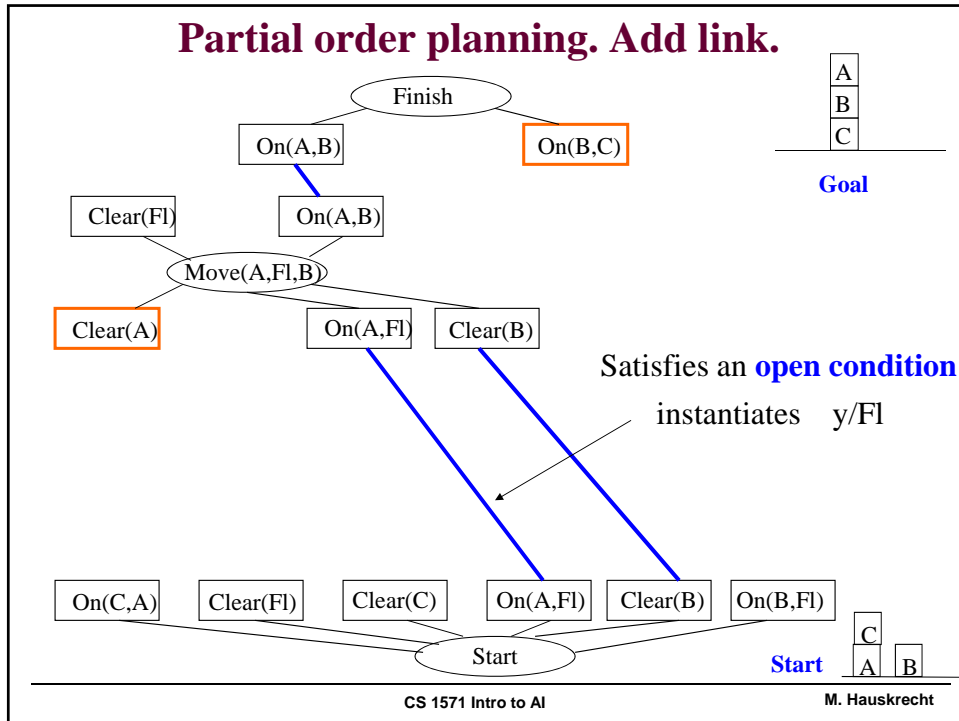 Partial order planning. Add link.
A
B
C
Goal
Finish
On(A,B)
On(B,C)
Clear(Fl)
On(A,B)
Move(A,Fl,B)
Clear(A)
On(A,Fl)
Clear(B)
Satisfies an open condition
instantiates y/Fl
On(C,A)
Clear(Fl)
Clear(C)
On(A,Fl)
Clear(B)
On(B,Fl)
Start
Start
C
A B
CS 1571 Intro to AI
M. Hauskrecht